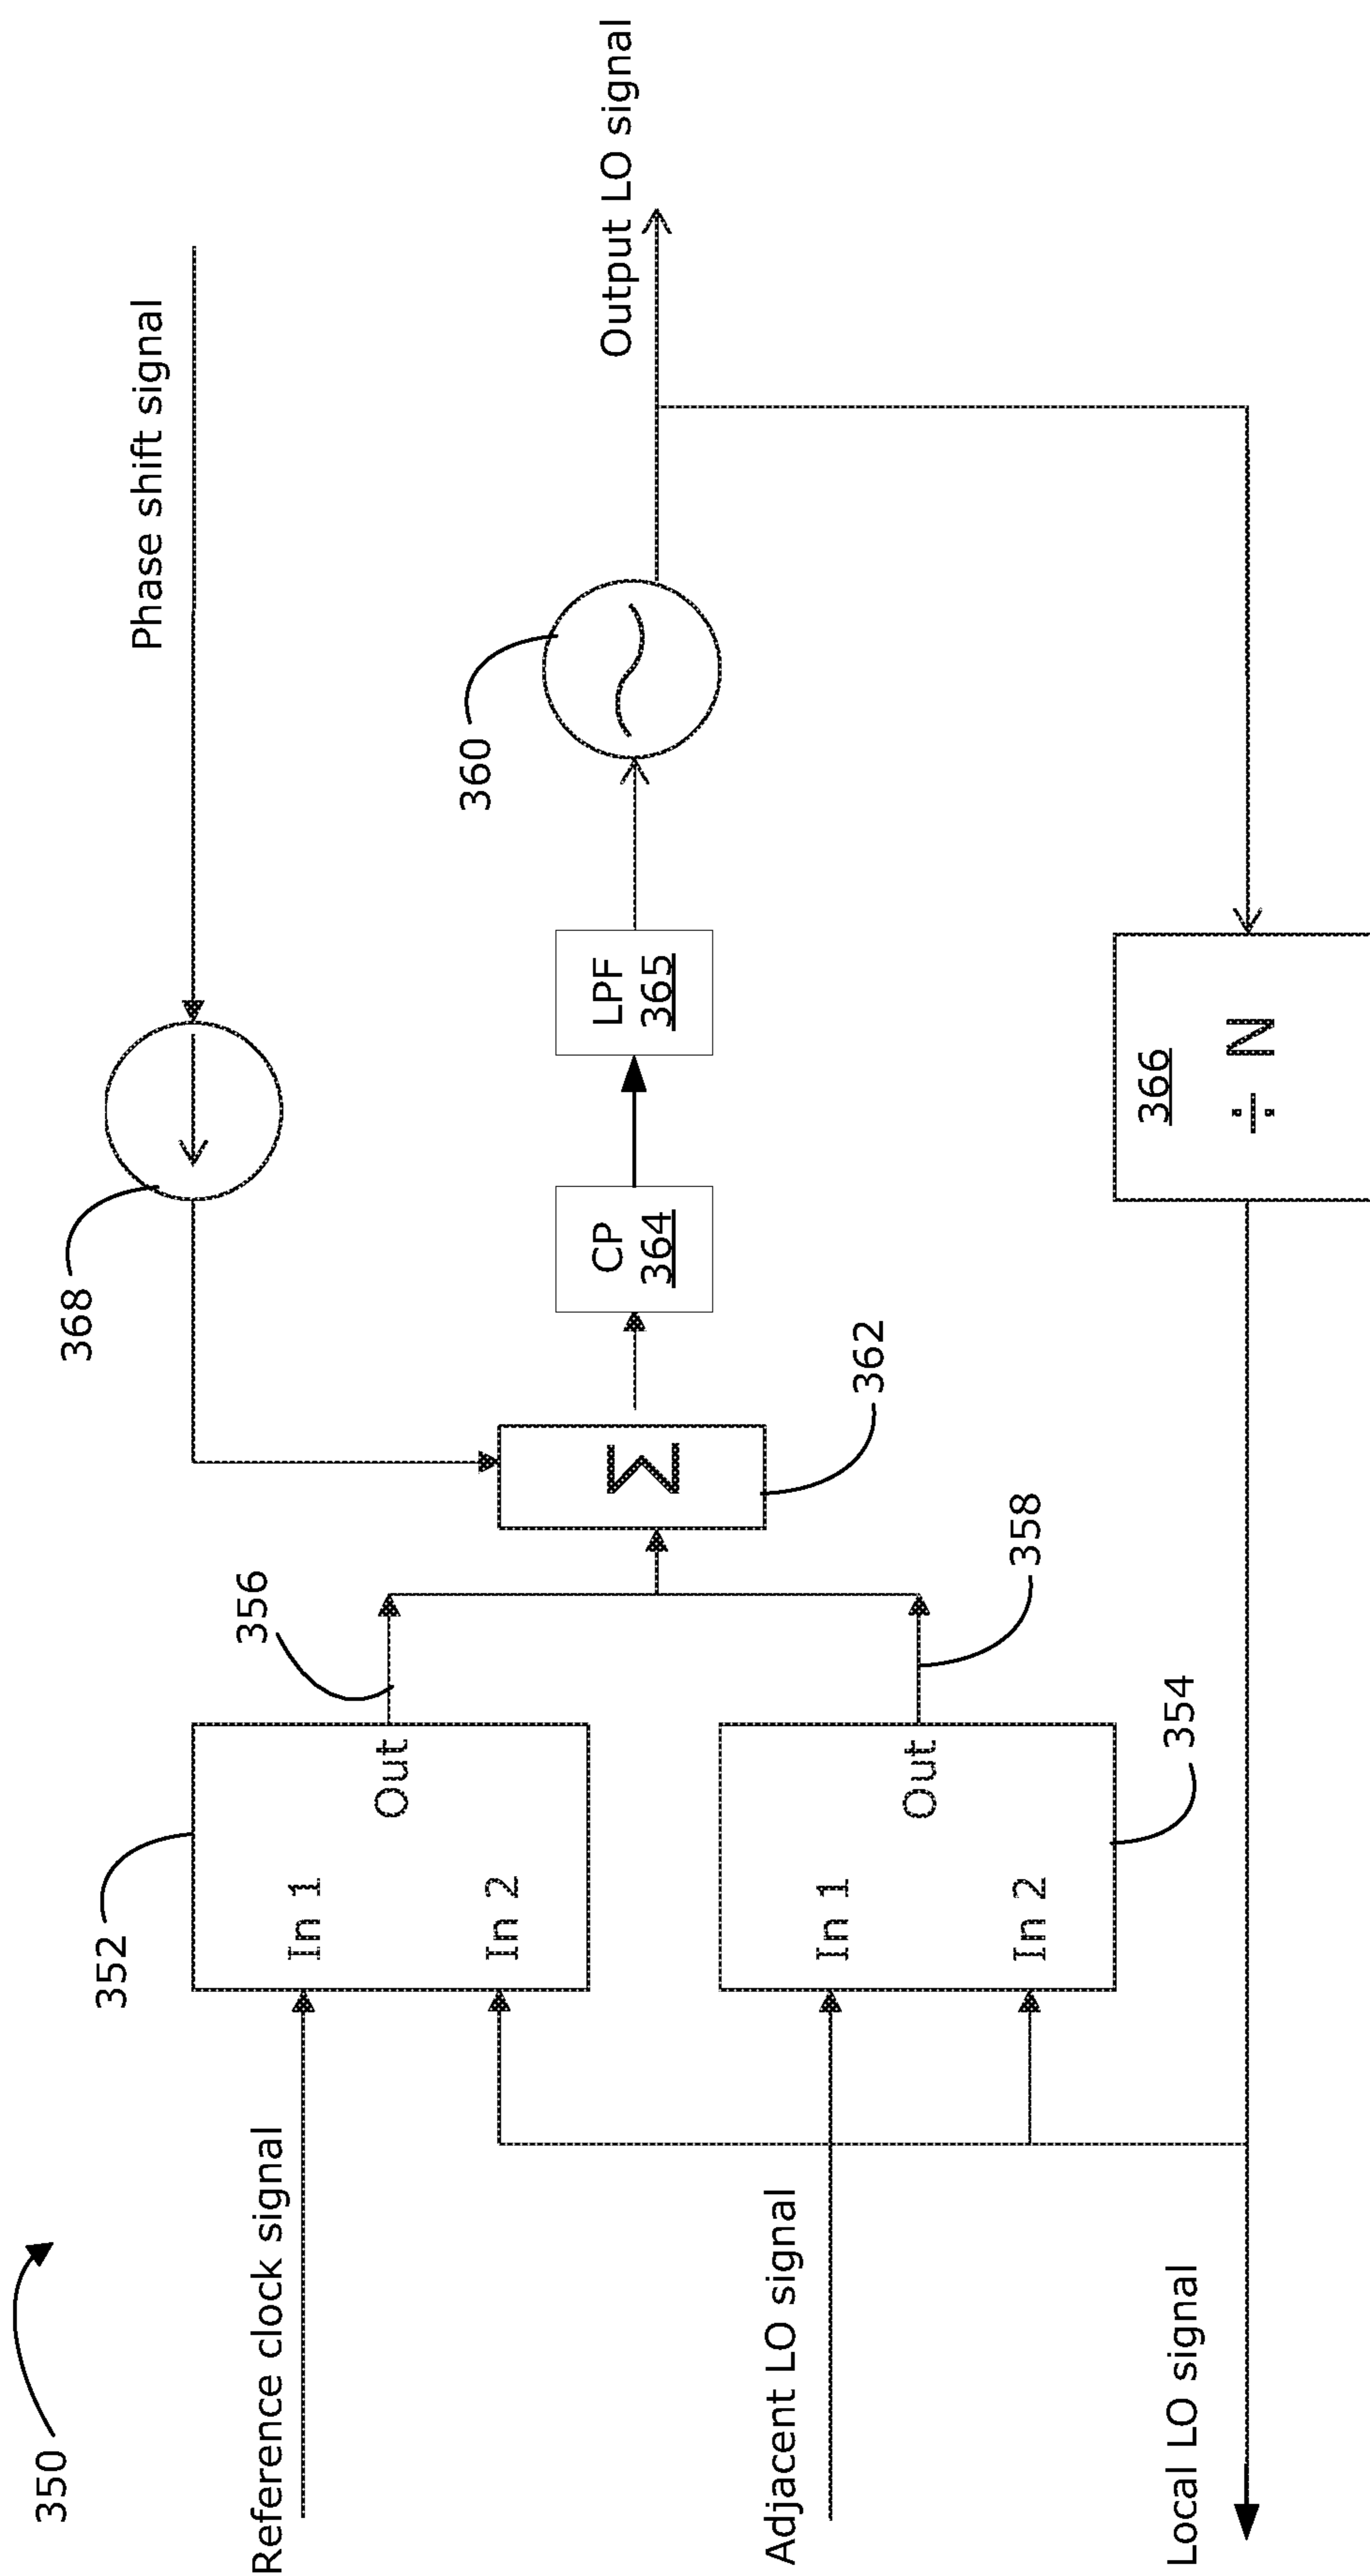 350
Phase shift signal
368
Reference clock signal
352
In 1
In 2
Out
356
360
Output LO signal
Σ
CP
364
LPF
365
362
358
Adjacent LO signal
In 1
In 2
Out
354
366
÷ N
Local LO signal